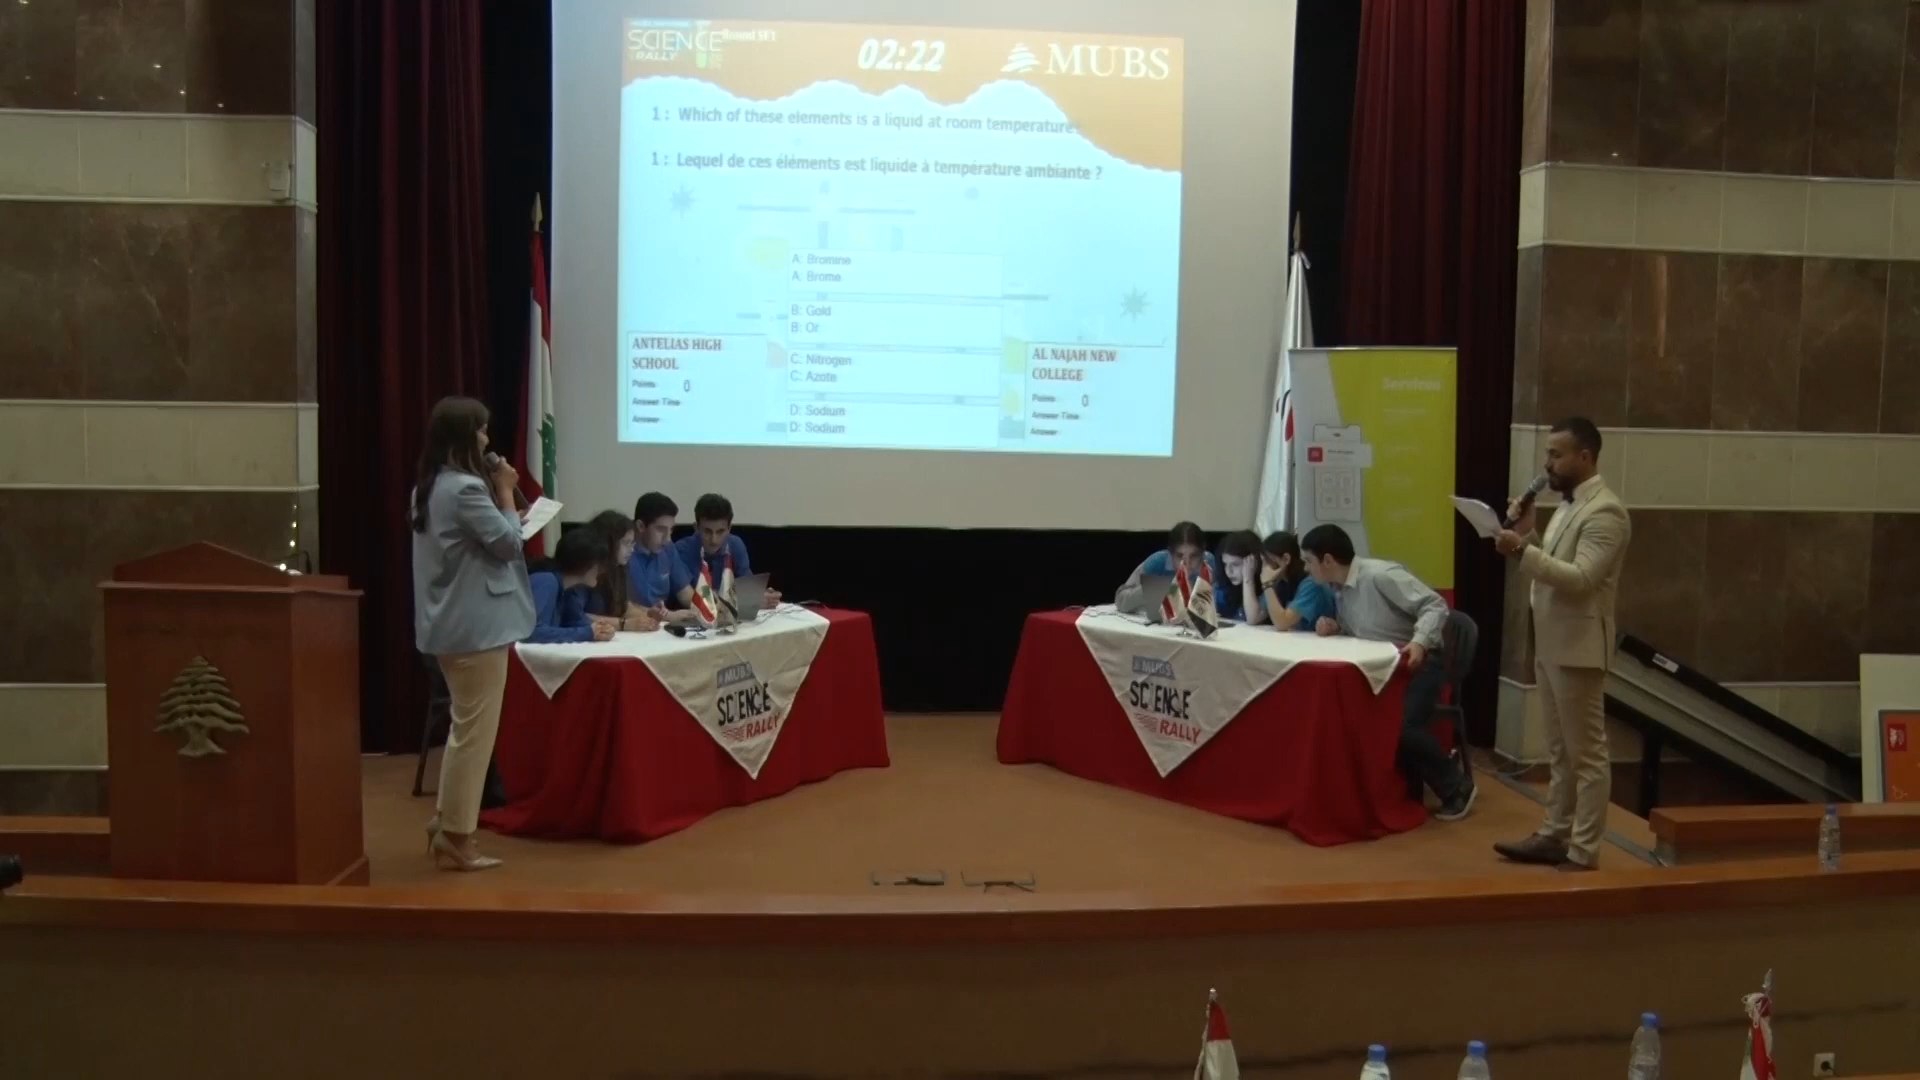 SCIENCE
RALLY
Round SF1
02:22
MUBS
1 : Which of these elements is a liquid at room temperature?
1 : Lequel de ces éléments est liquide à température ambiante ?
A: Bromine
A: Brome
B: Gold
B: Or
C: Nitrogen
C: Azote
D: Sodium
D: Sodium
ANTELIAS HIGH
SCHOOL
Points 0
Answer Time
Answer
AL NAJAH NEW
COLLEGE
Points 0
Answer Time
Answer
Services
MUBS
SCIENCE
RALLY
MUBS
SCIENCE
RALLY